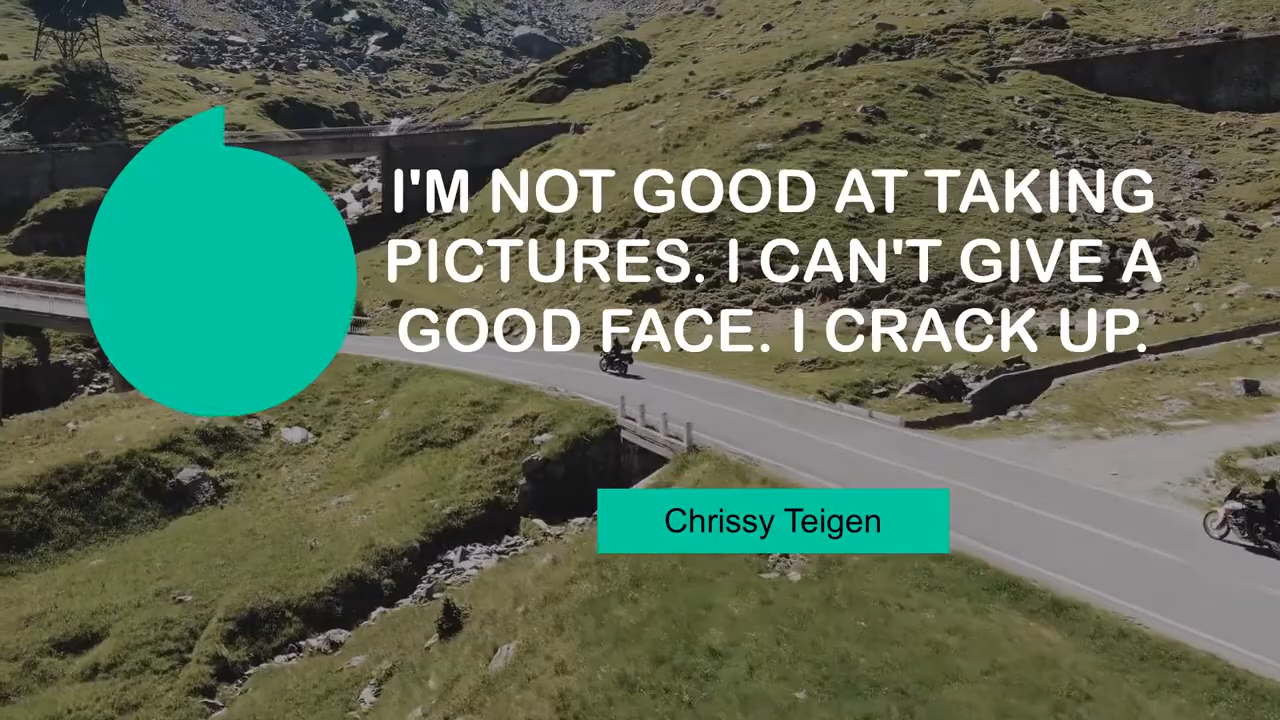 I'M NOT GOOD AT TAKING
PICTURES. I CAN'T GIVE A
GOOD FACE. I CRACK UP.
Chrissy Teigen